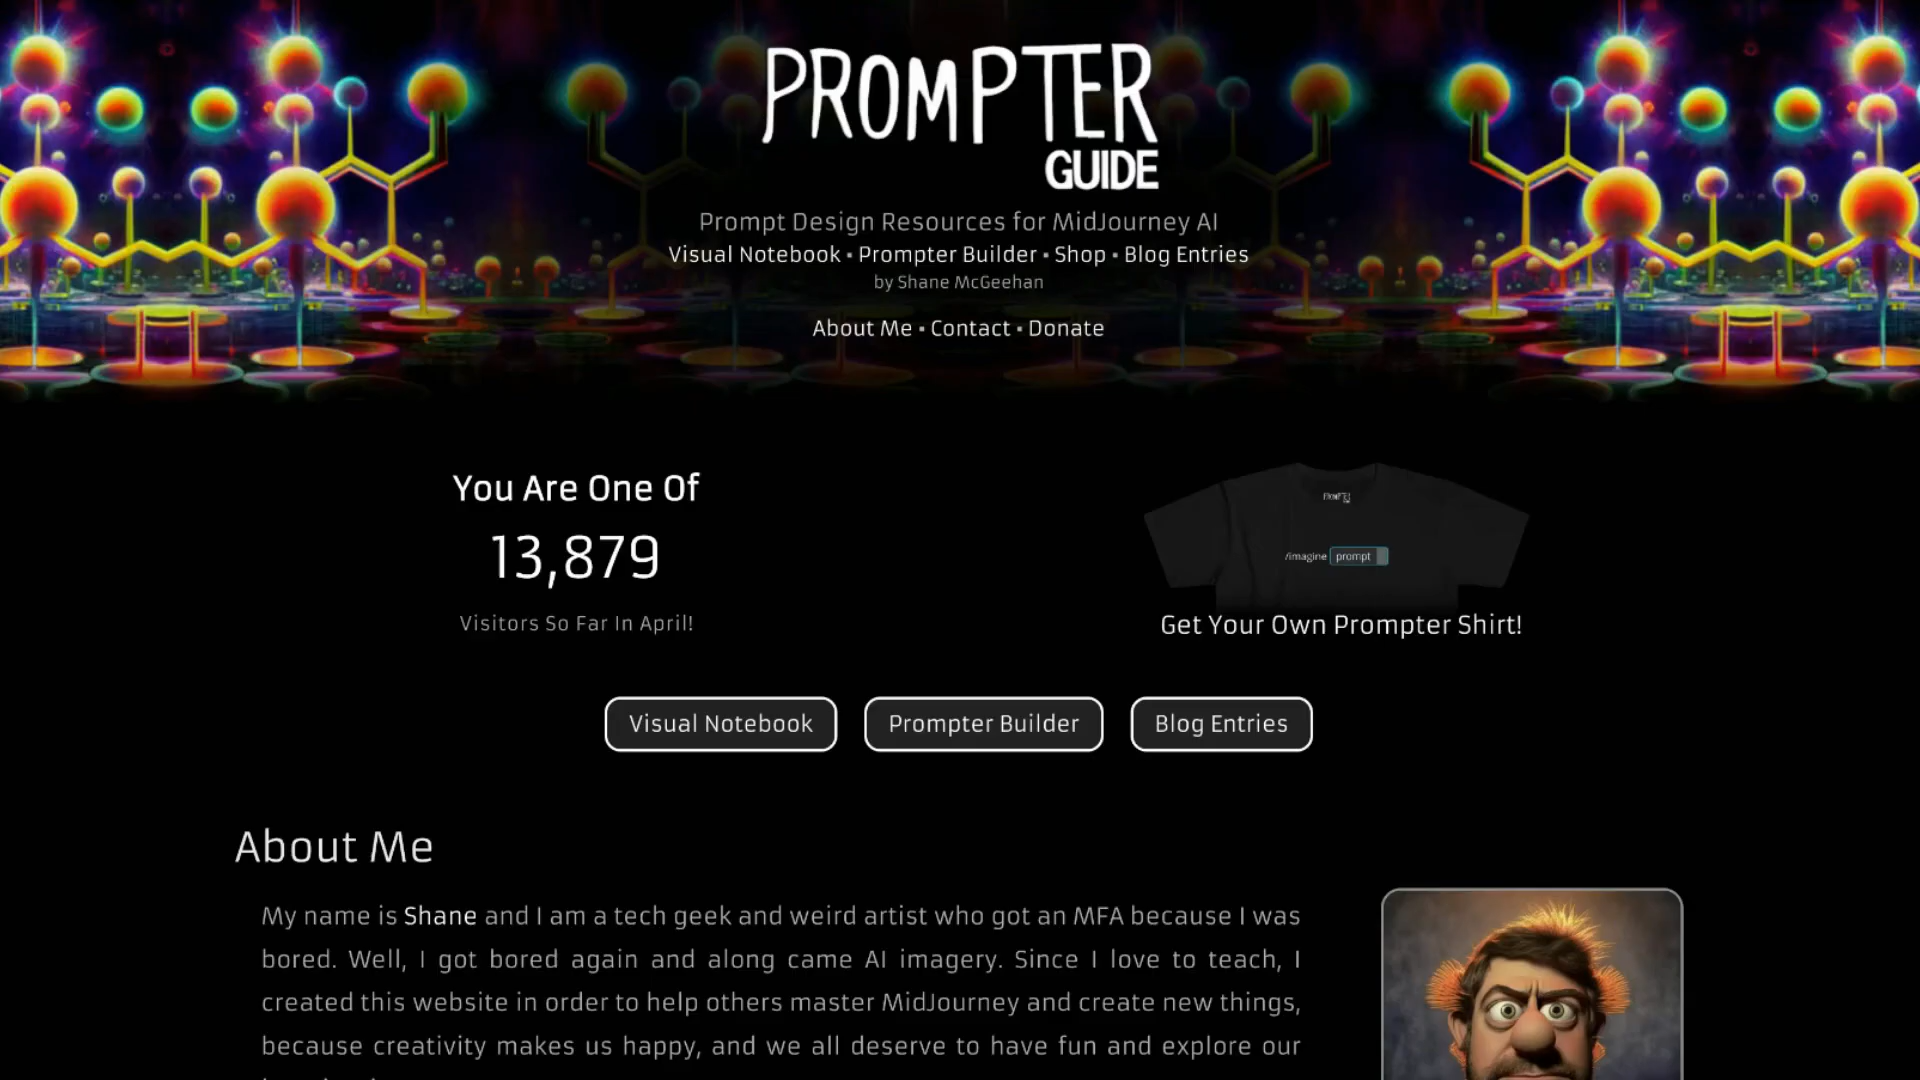 PROMPTER
GUIDE
Prompt Design Resources for MidJourney AI
Visual Notebook • Prompter Builder • Shop • Blog Entries
by Shane McGeehan
About Me • Contact • Donate
You Are One Of
13,879
Visitors So Far In April!
PROMPTER
/imagine prompt
Get Your Own Prompter Shirt!
Visual Notebook
Prompter Builder
Blog Entries
About Me
My name is Shane and I am a tech geek and weird artist who got an MFA because I was
bored. Well, I got bored again and along came AI imagery. Since I love to teach, I
created this website in order to help others master MidJourney and create new things,
because creativity makes us happy, and we all deserve to have fun and explore our